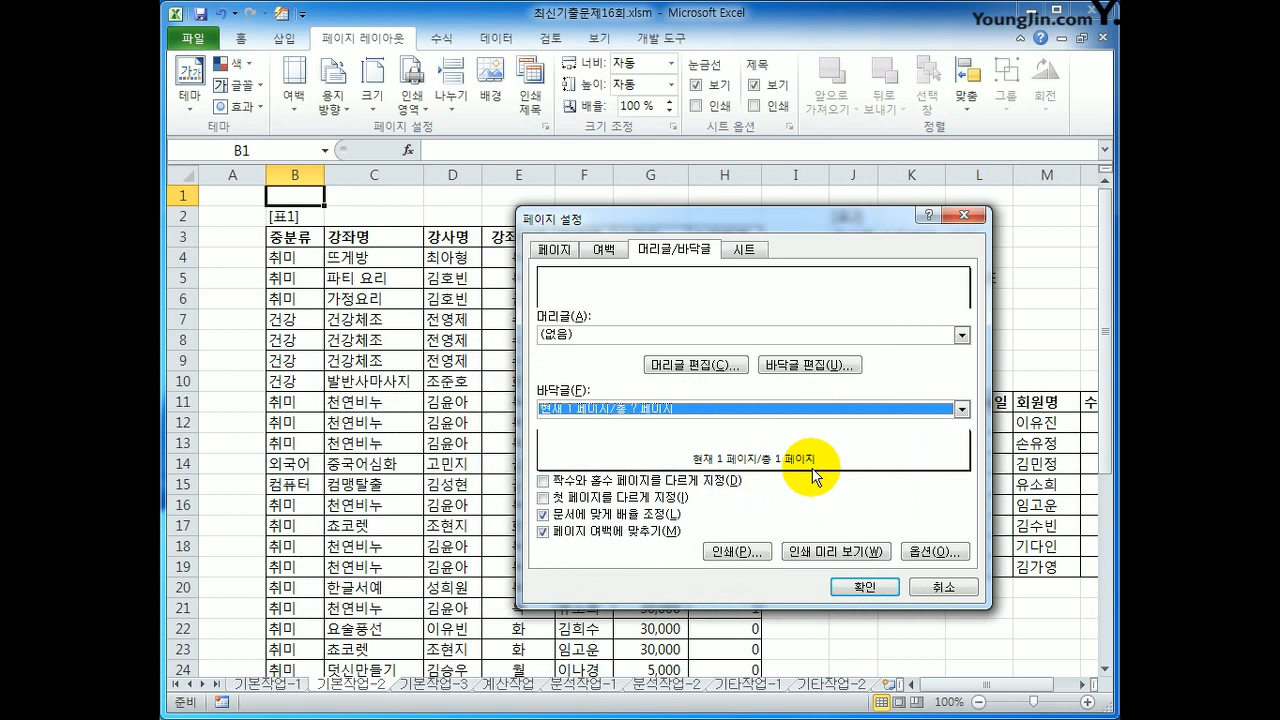 최신기출문제16회.xlsm - Microsoft Excel
YoungJin.com Y.
파일 홈 삽입 페이지 레이아웃 수식 데이터 검토 보기 개발 도구
테마 색 글꼴 효과
여백 용지 방향 크기 인쇄 영역 나누기 배경 인쇄 제목
너비: 자동
높이: 자동
배율: 100 %
눈금선 제목
보기 보기
인쇄 인쇄
앞으로 가져오기 뒤로 보내기 선택 창 맞춤 그룹 회전
테마 페이지 설정 크기 조정 시트 옵션 정렬
B1 fx
A B C D E F G H I J K L M
1
2 [표1]
3 중분류 강좌명 강사명
4 취미 뜨게방 최아형
5 취미 파티 요리 김호빈
6 취미 가정요리 김호빈
7 건강 건강체조 전영제
8 건강 건강체조 전영제
9 건강 건강체조 전영제
10 건강 발반사마사지 조준호
11 취미 천연비누 김윤아 일 회원명 수
12 취미 천연비누 김윤아 이유진
13 취미 천연비누 김윤아 손유정
14 외국어 중국어심화 고민지 김민정
15 컴퓨터 컴맹탈출 김성현 유소희
16 취미 천연비누 김윤아 임고운
17 취미 쵸코렛 조현지 김수빈
18 취미 천연비누 김윤아 기다인
19 취미 천연비누 김윤아 김가영
20 취미 한글서예 성희원
21 취미 천연비누 김윤아
22 취미 요술풍선 이유빈 화 김희수 30,000 0
23 취미 쵸코렛 조현지 화 임고운 30,000 0
24 취미 덧신만들기 김승우 월 이나경 5,000 0
페이지 설정
페이지 여백 머리글/바닥글 시트
머리글(A):
(없음)
머리글 편집(C)... 바닥글 편집(U)...
바닥글(F):
현재 1 페이지/총 ? 페이지
현재 1 페이지/총 1 페이지
짝수와 홀수 페이지를 다르게 지정(D)
첫 페이지를 다르게 지정(I)
문서에 맞게 배율 조정(L)
페이지 여백에 맞추기(M)
인쇄(P)... 인쇄 미리 보기(W) 옵션(O)...
확인 취소
기본작업-1 기본작업-2 기본작업-3 계산작업 분석작업-1 분석작업-2 기타작업-1 기타작업-2
준비 100%